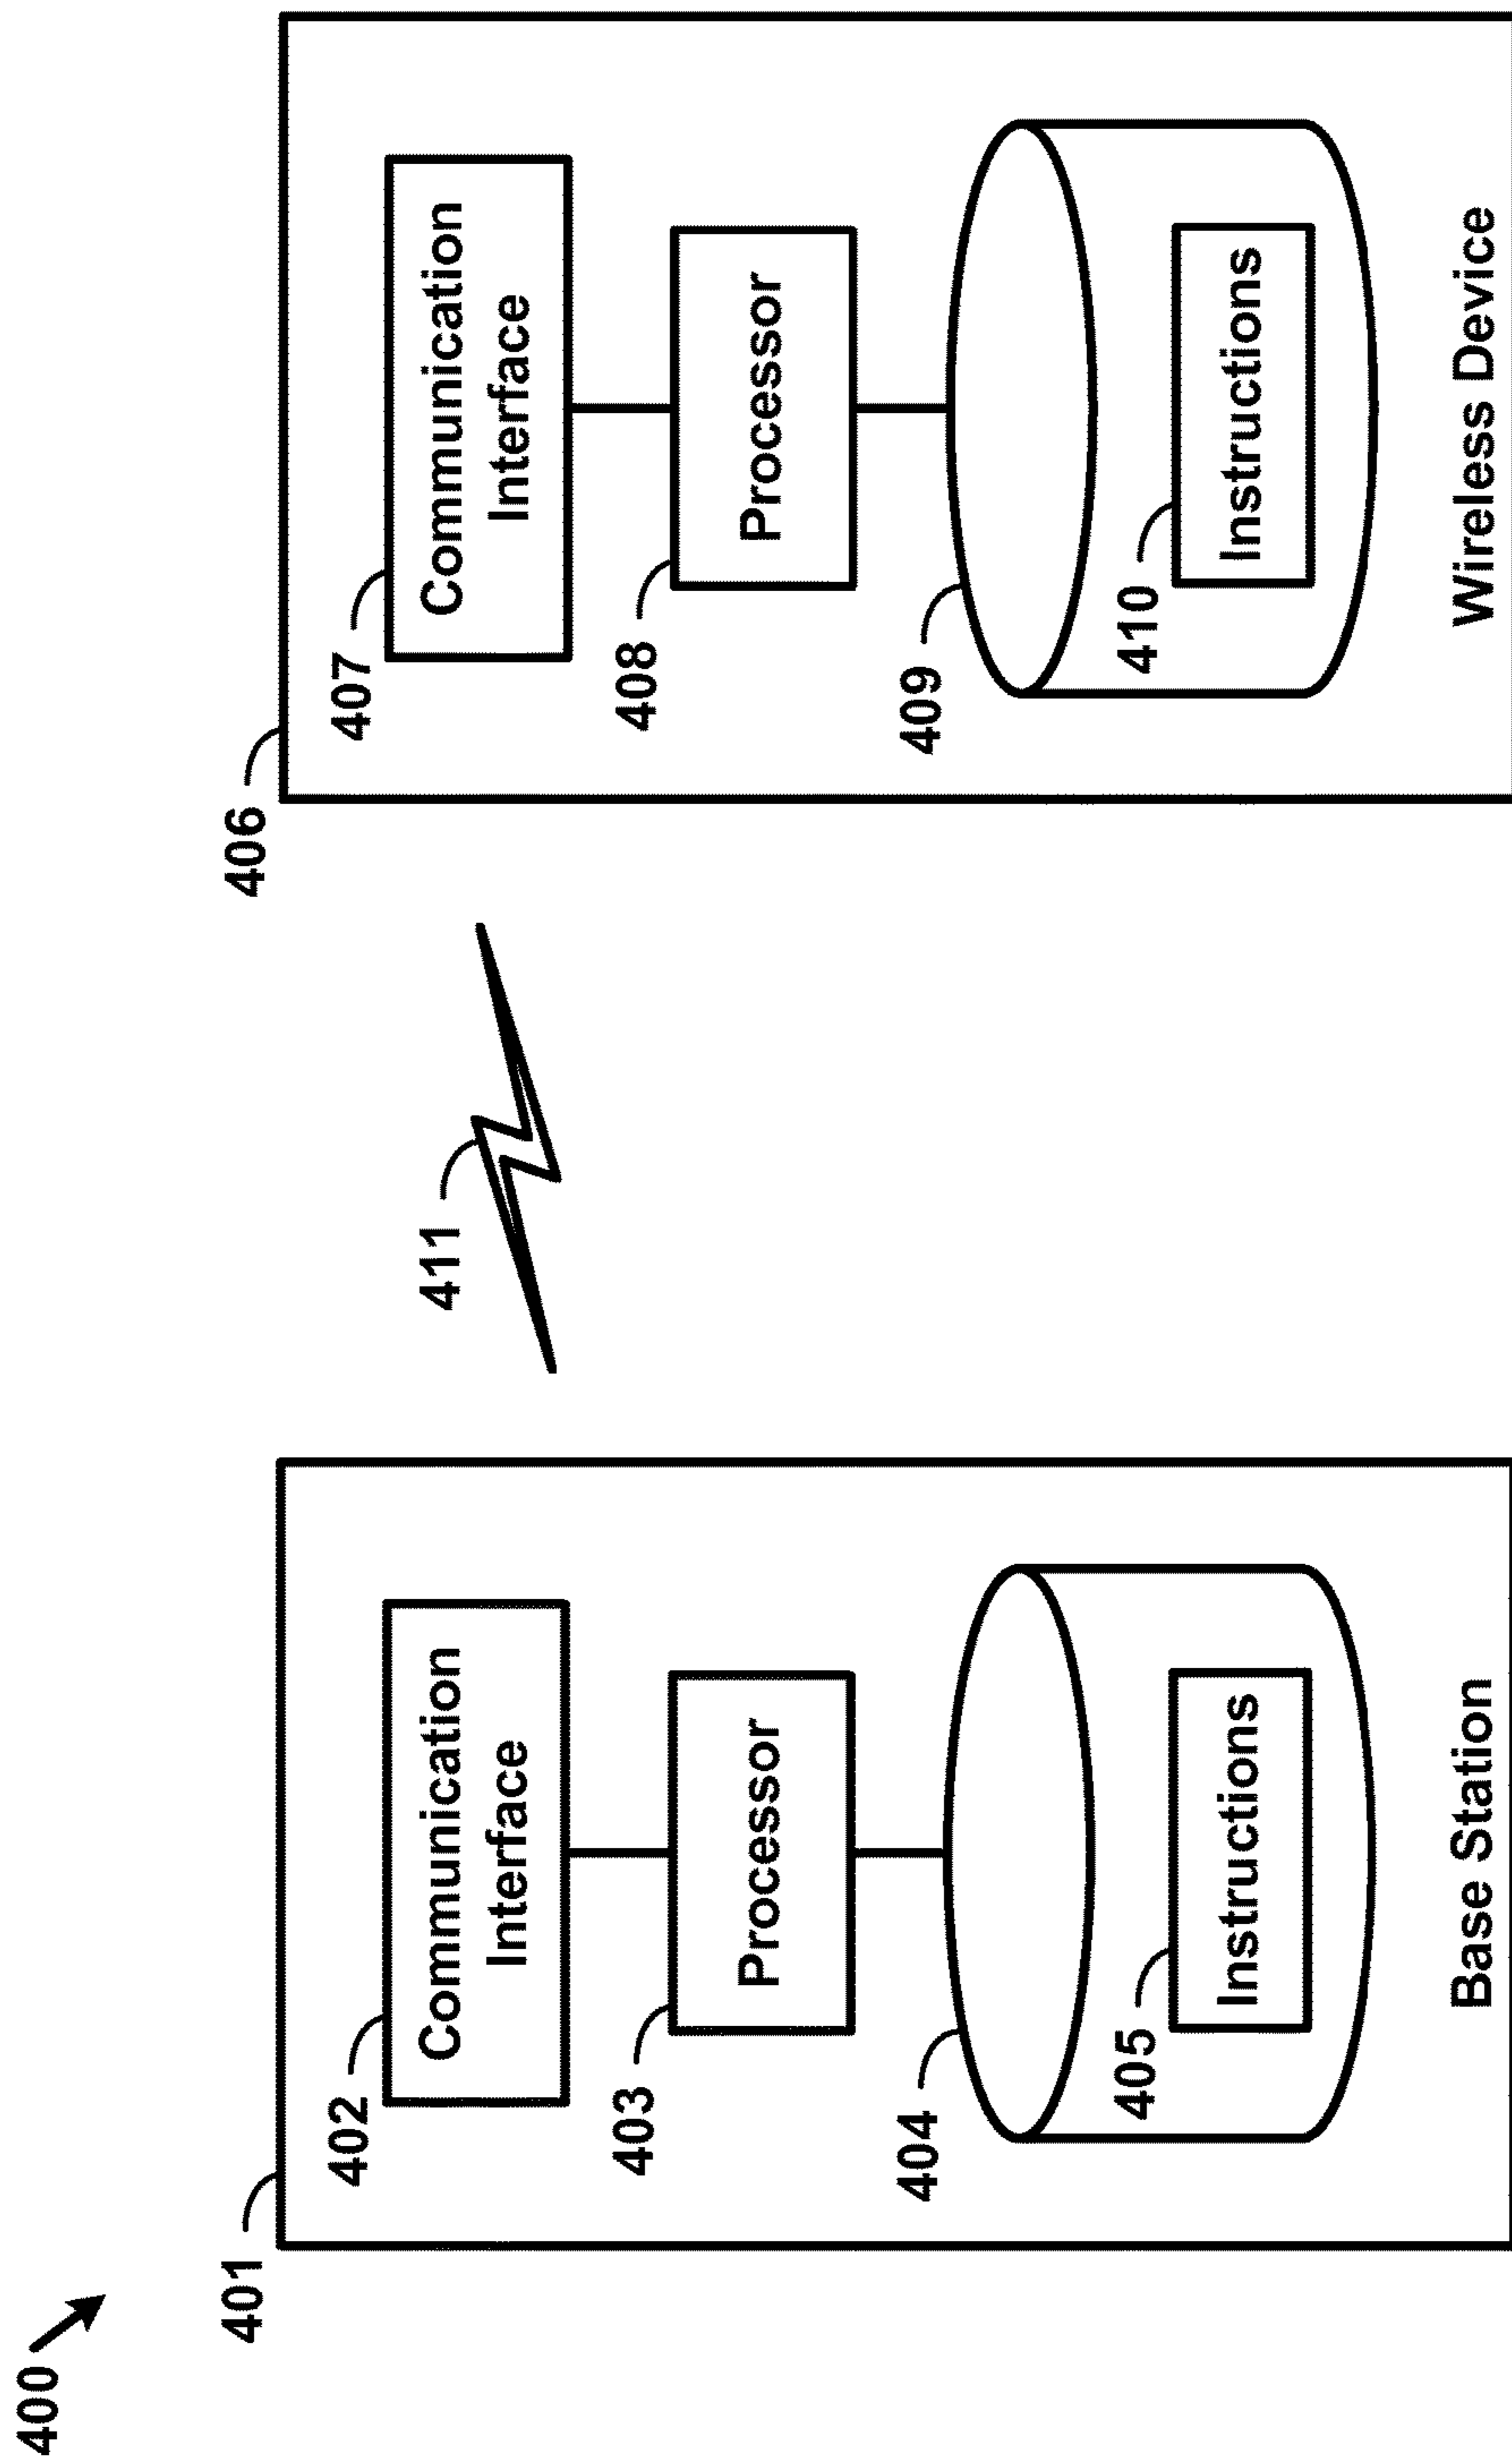 400
401
402
Communication
Interface
403
Processor
404
405
Instructions
Base Station
411
406
407
Communication
Interface
408
Processor
409
410
Instructions
Wireless Device